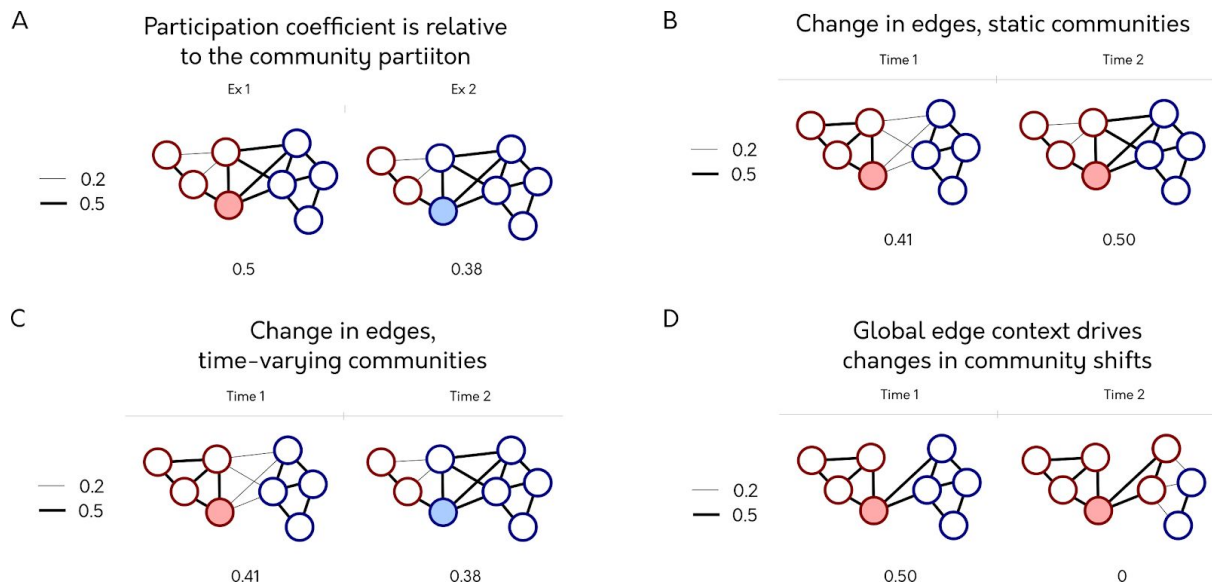 A
Participation coefficient is relative
to the community partiiton
Ex 1
Ex 2
0.2
0.5
0.5
0.38
B
Change in edges, static communities
Time 1
Time 2
0.2
0.5
0.41
0.50
C
Change in edges,
time-varying communities
Time 1
Time 2
0.2
0.5
0.41
0.38
D
Global edge context drives
changes in community shifts
Time 1
Time 2
0.2
0.5
0.50
0